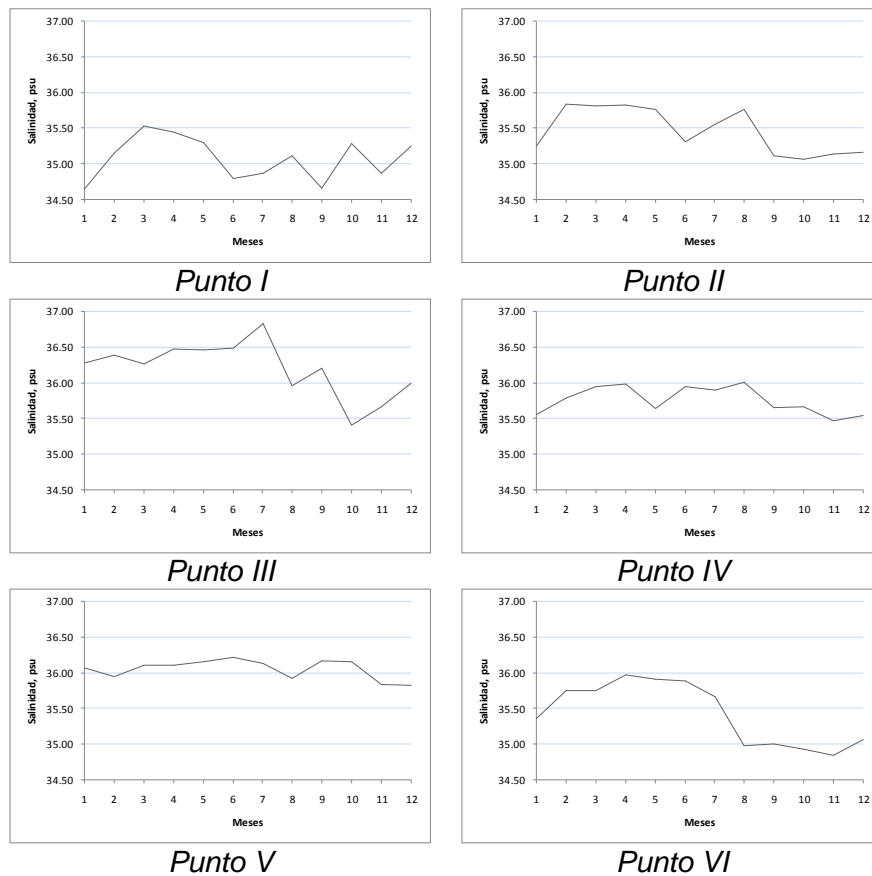 37.00
36.50
36.00
35.50
35.00
34.50
Salinidad, psu
1 2 3 4 5 6 7 8 9 10 11 12
Meses
Punto I
37.00
36.50
36.00
35.50
35.00
34.50
Salinidad, psu
1 2 3 4 5 6 7 8 9 10 11 12
Meses
Punto II
37.00
36.50
36.00
35.50
35.00
34.50
Salinidad, psu
1 2 3 4 5 6 7 8 9 10 11 12
Meses
Punto III
37.00
36.50
36.00
35.50
35.00
34.50
Salinidad, psu
1 2 3 4 5 6 7 8 9 10 11 12
Meses
Punto IV
37.00
36.50
36.00
35.50
35.00
34.50
Salinidad, psu
1 2 3 4 5 6 7 8 9 10 11 12
Meses
Punto V
37.00
36.50
36.00
35.50
35.00
34.50
Salinidad, psu
1 2 3 4 5 6 7 8 9 10 11 12
Meses
Punto VI